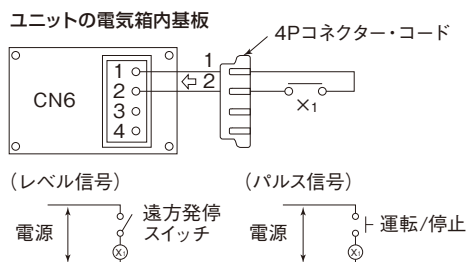 ユニットの電気箱内基板
4Pコネクター・コード
1
2
CN6
1
2
3
4
X1
（レベル信号）
（パルス信号）
電源
遠方発停
スイッチ
X1
電源
運転/停止
X1